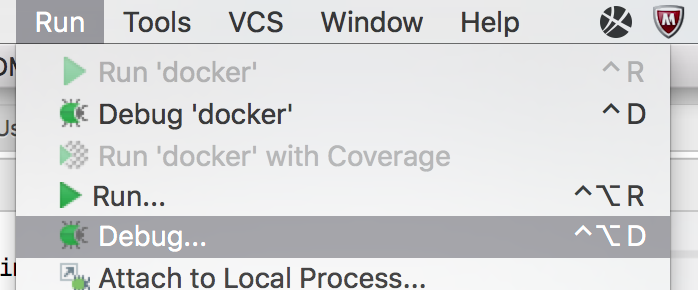 Run Tools VCS Window Help
Run 'docker' ^ R
Debug 'docker' ^ D
Run 'docker' with Coverage
Run... ^⌥ R
Debug... ^⌥ D
Attach to Local Process...